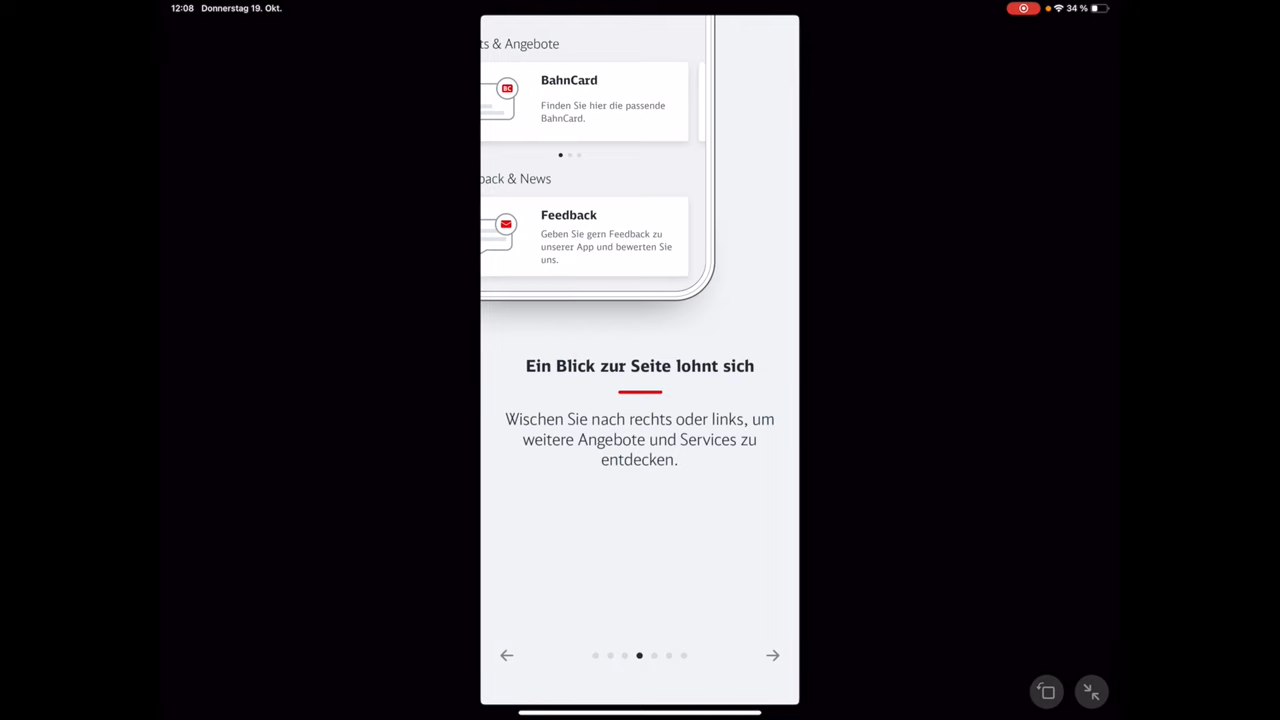 12:08 Donnerstag 19. Okt.
34 %
ts & Angebote
BC
BahnCard
Finden Sie hier die passende
BahnCard.
back & News
Feedback
Geben Sie gern Feedback zu
unserer App und bewerten Sie
uns.
Ein Blick zur Seite lohnt sich
Wischen Sie nach rechts oder links, um
weitere Angebote und Services zu
entdecken.